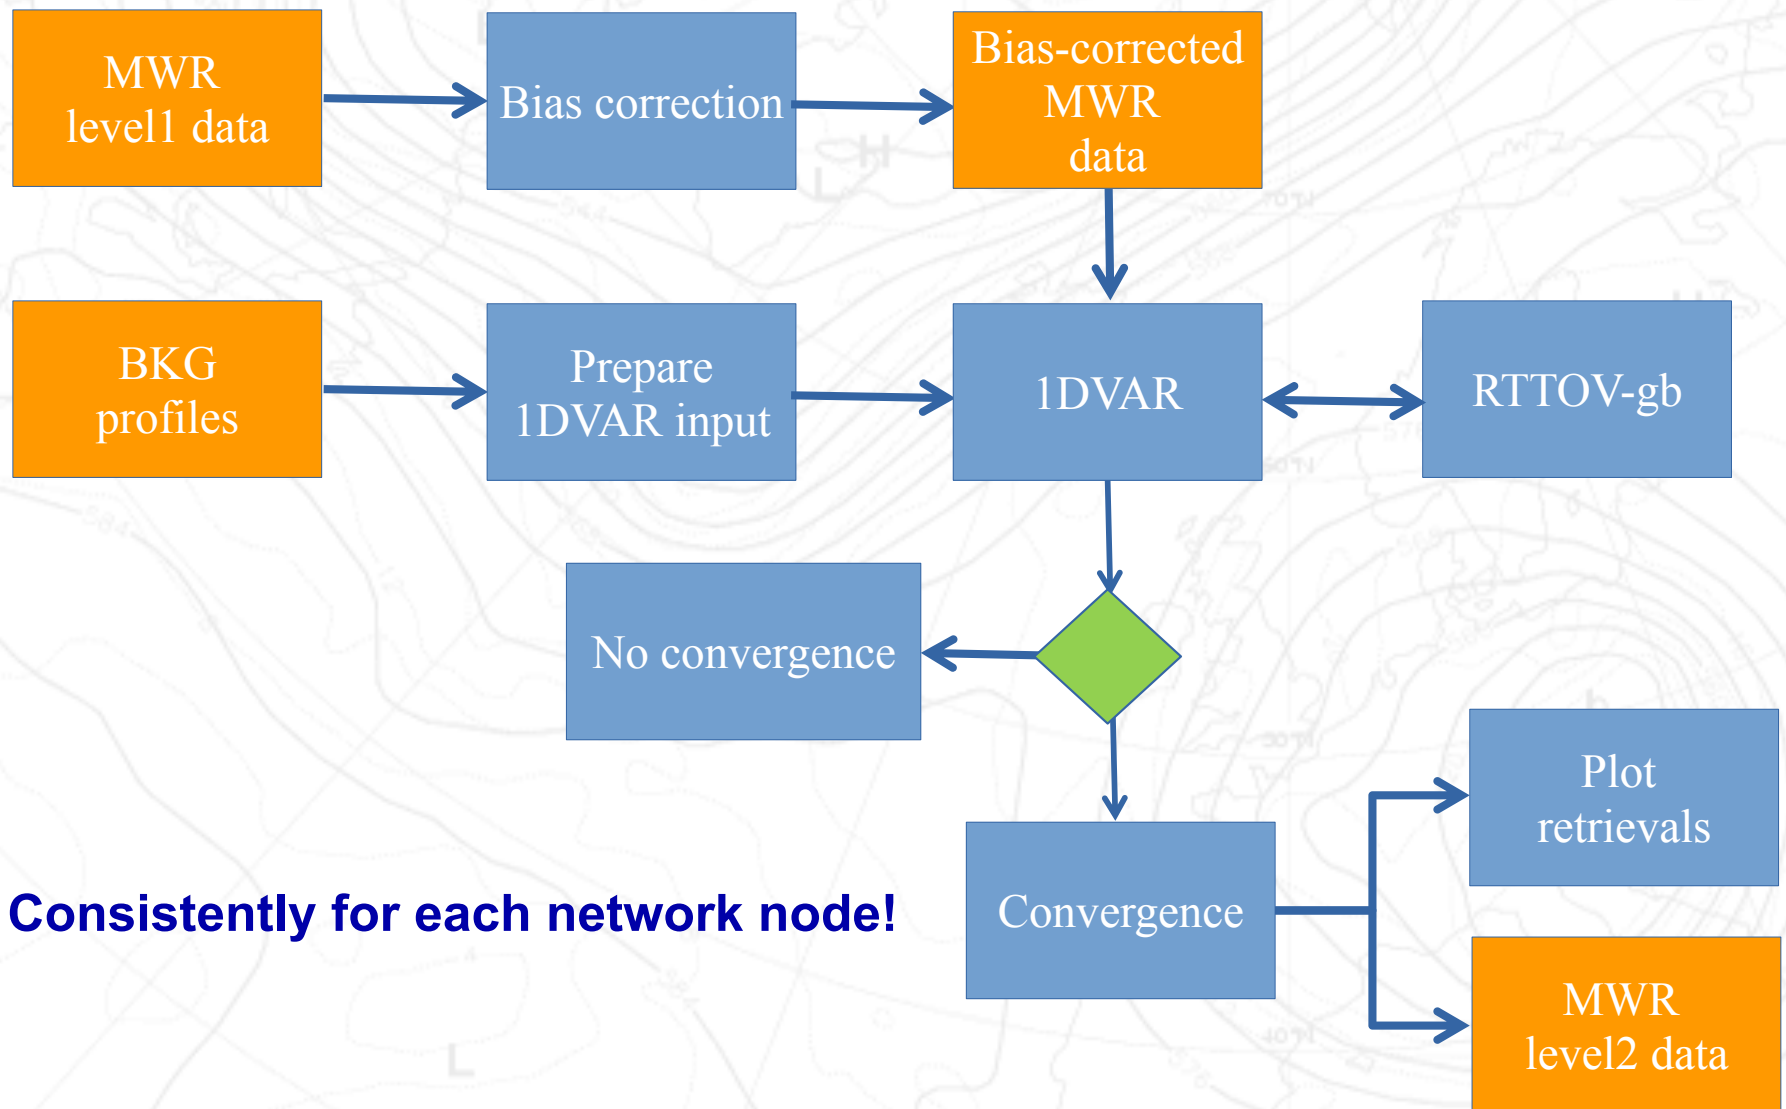 MWR
level1 data
Bias correction
Bias-corrected
MWR
data
BKG
profiles
Prepare
1DVAR input
1DVAR
RTTOV-gb
No convergence
Convergence
Plot
retrievals
MWR
level2 data
Consistently for each network node!